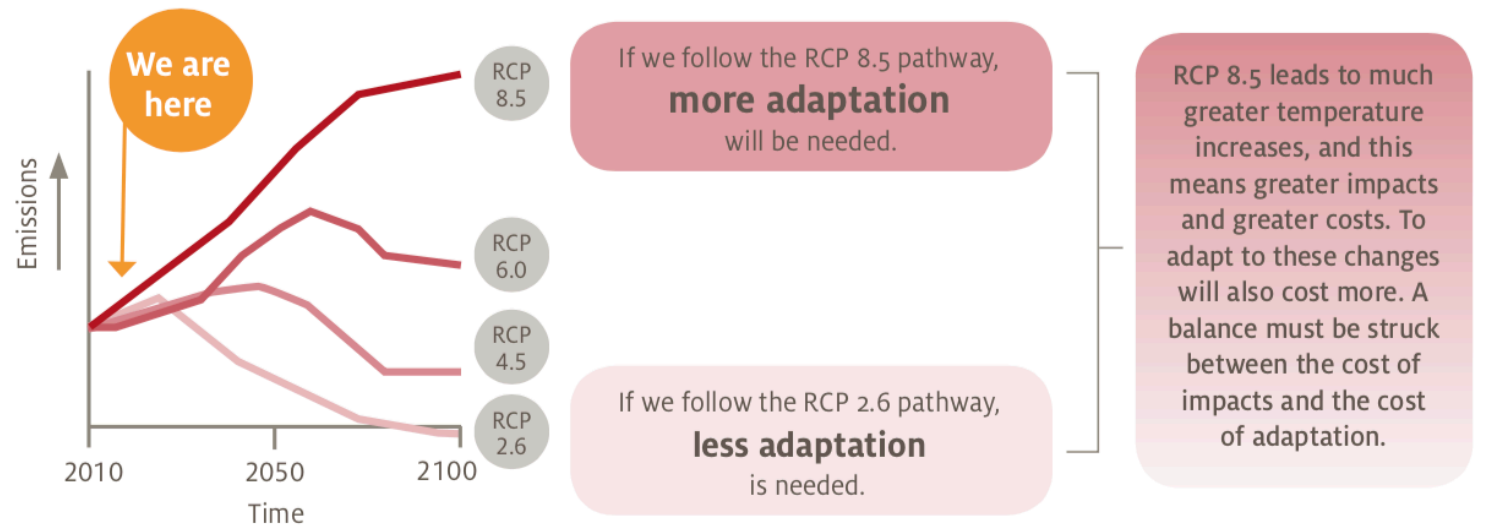 We are
here
Emissions
2010
2050
2100
Time
RCP
8.5
RCP
6.0
RCP
4.5
RCP
2.6
If we follow the RCP 8.5 pathway,
more adaptation
will be needed.
If we follow the RCP 2.6 pathway,
less adaptation
is needed.
RCP 8.5 leads to much
greater temperature
increases, and this
means greater impacts
and greater costs. To
adapt to these changes
will also cost more. A
balance must be struck
between the cost of
impacts and the cost
of adaptation.